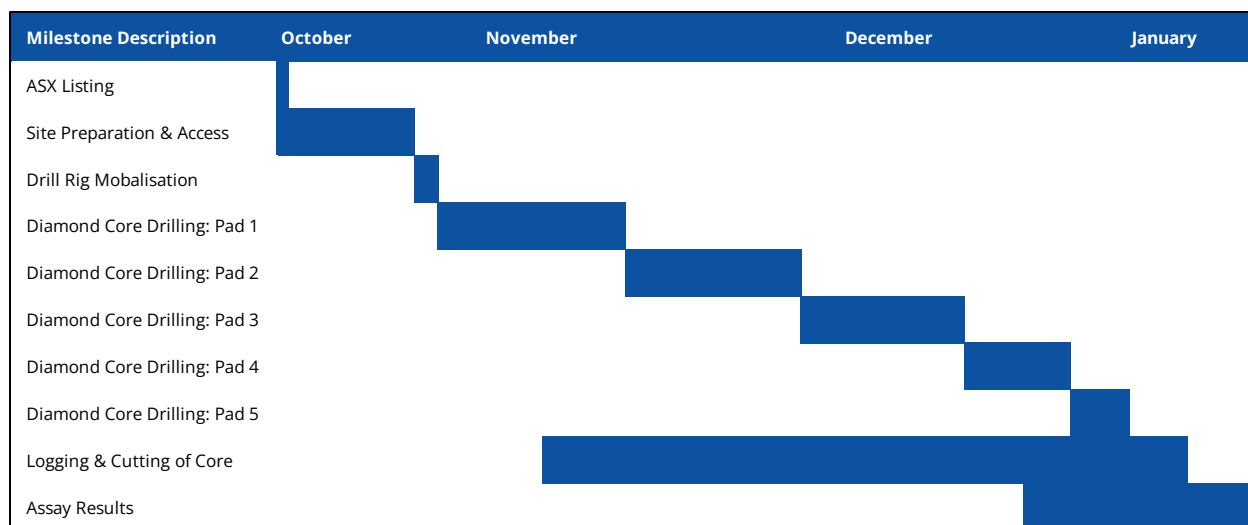 Milestone Description October November December January
ASX Listing
Site Preparation & Access
Drill Rig Mobalisation
Diamond Core Drilling: Pad 1
Diamond Core Drilling: Pad 2
Diamond Core Drilling: Pad 3
Diamond Core Drilling: Pad 4
Diamond Core Drilling: Pad 5
Logging & Cutting of Core
Assay Results